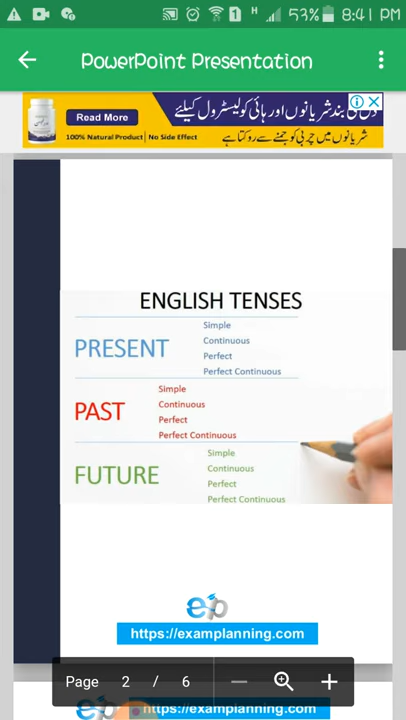 53% 8:41 PM
PowerPoint Presentation
Read More
کی بند شریانوں اور ہائی کولیسٹرول کیلئے
100% Natural Product | No Side Effect
شریانوں میں چربی کو جمنے سے روکتا ہے
ENGLISH TENSES
PRESENT
Simple
Continuous
Perfect
Perfect Continuous
PAST
Simple
Continuous
Perfect
Perfect Continuous
FUTURE
Simple
Continuous
Perfect
Perfect Continuous
ep
https://examplanning.com
Page 2 / 6
https://examplanning.com